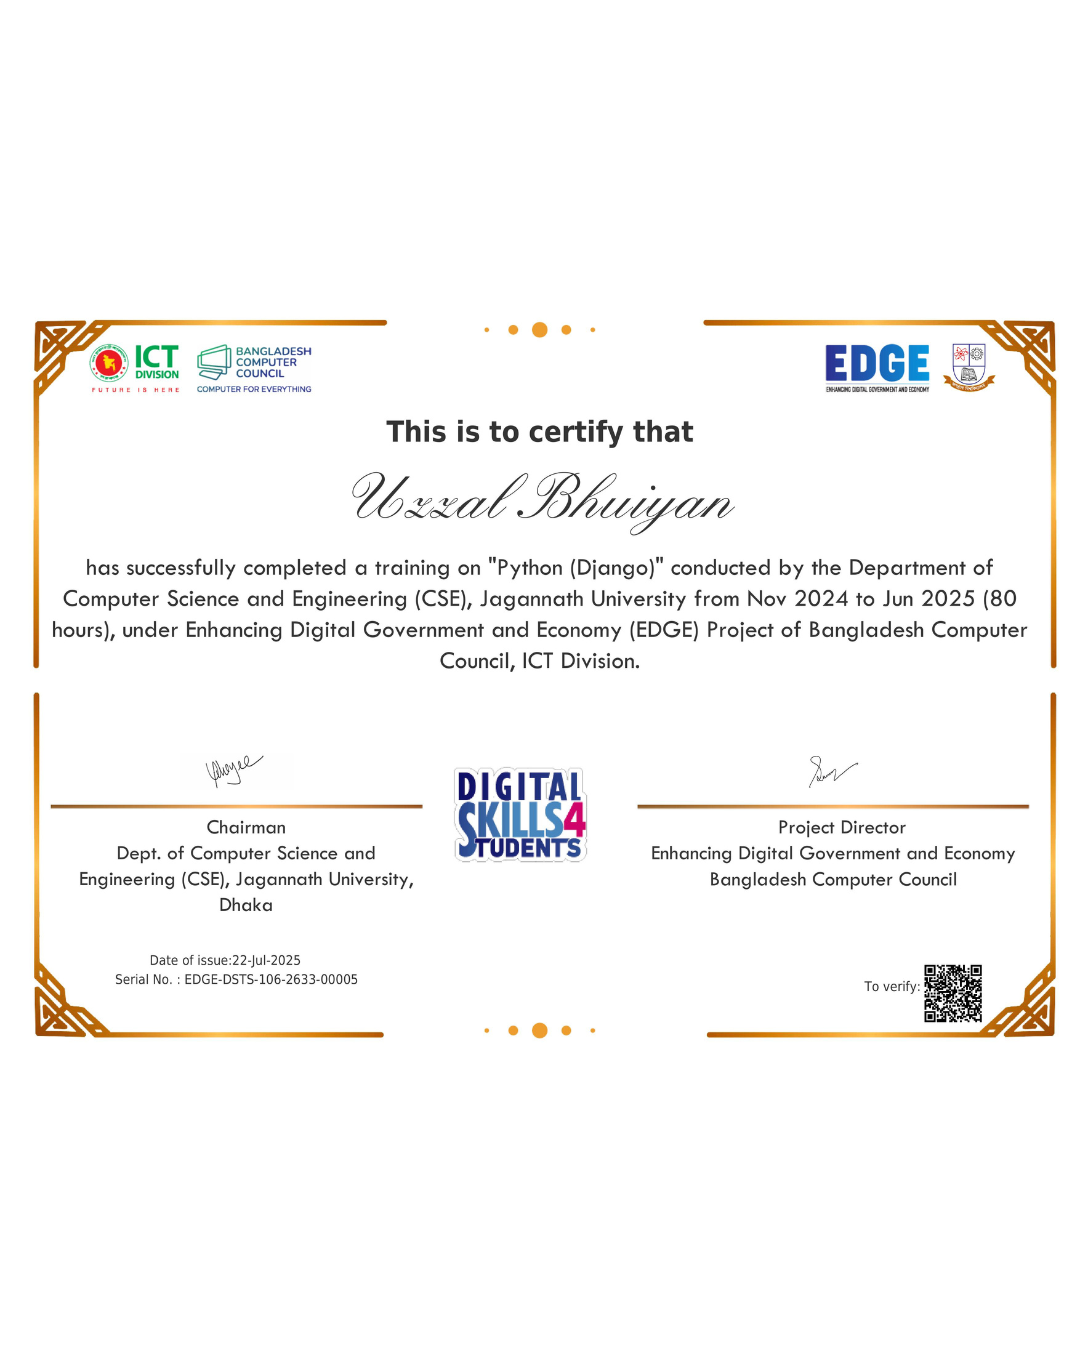 ICT
DIVISION
FUTURE IS HERE
BANGLADESH
COMPUTER
COUNCIL
COMPUTER FOR EVERYTHING
EDGE
ENHANCING DIGITAL GOVERNMENT AND ECONOMY
This is to certify that
Uzzal Bhuiyan
has successfully completed a training on "Python (Django)" conducted by the Department of
Computer Science and Engineering (CSE), Jagannath University from Nov 2024 to Jun 2025 (80
hours), under Enhancing Digital Government and Economy (EDGE) Project of Bangladesh Computer
Council, ICT Division.
Chairman
Dept. of Computer Science and
Engineering (CSE), Jagannath University,
Dhaka
DIGITAL
SKILLS4
STUDENTS
Project Director
Enhancing Digital Government and Economy
Bangladesh Computer Council
Date of issue:22-Jul-2025
Serial No. : EDGE-DSTS-106-2633-00005
To verify: